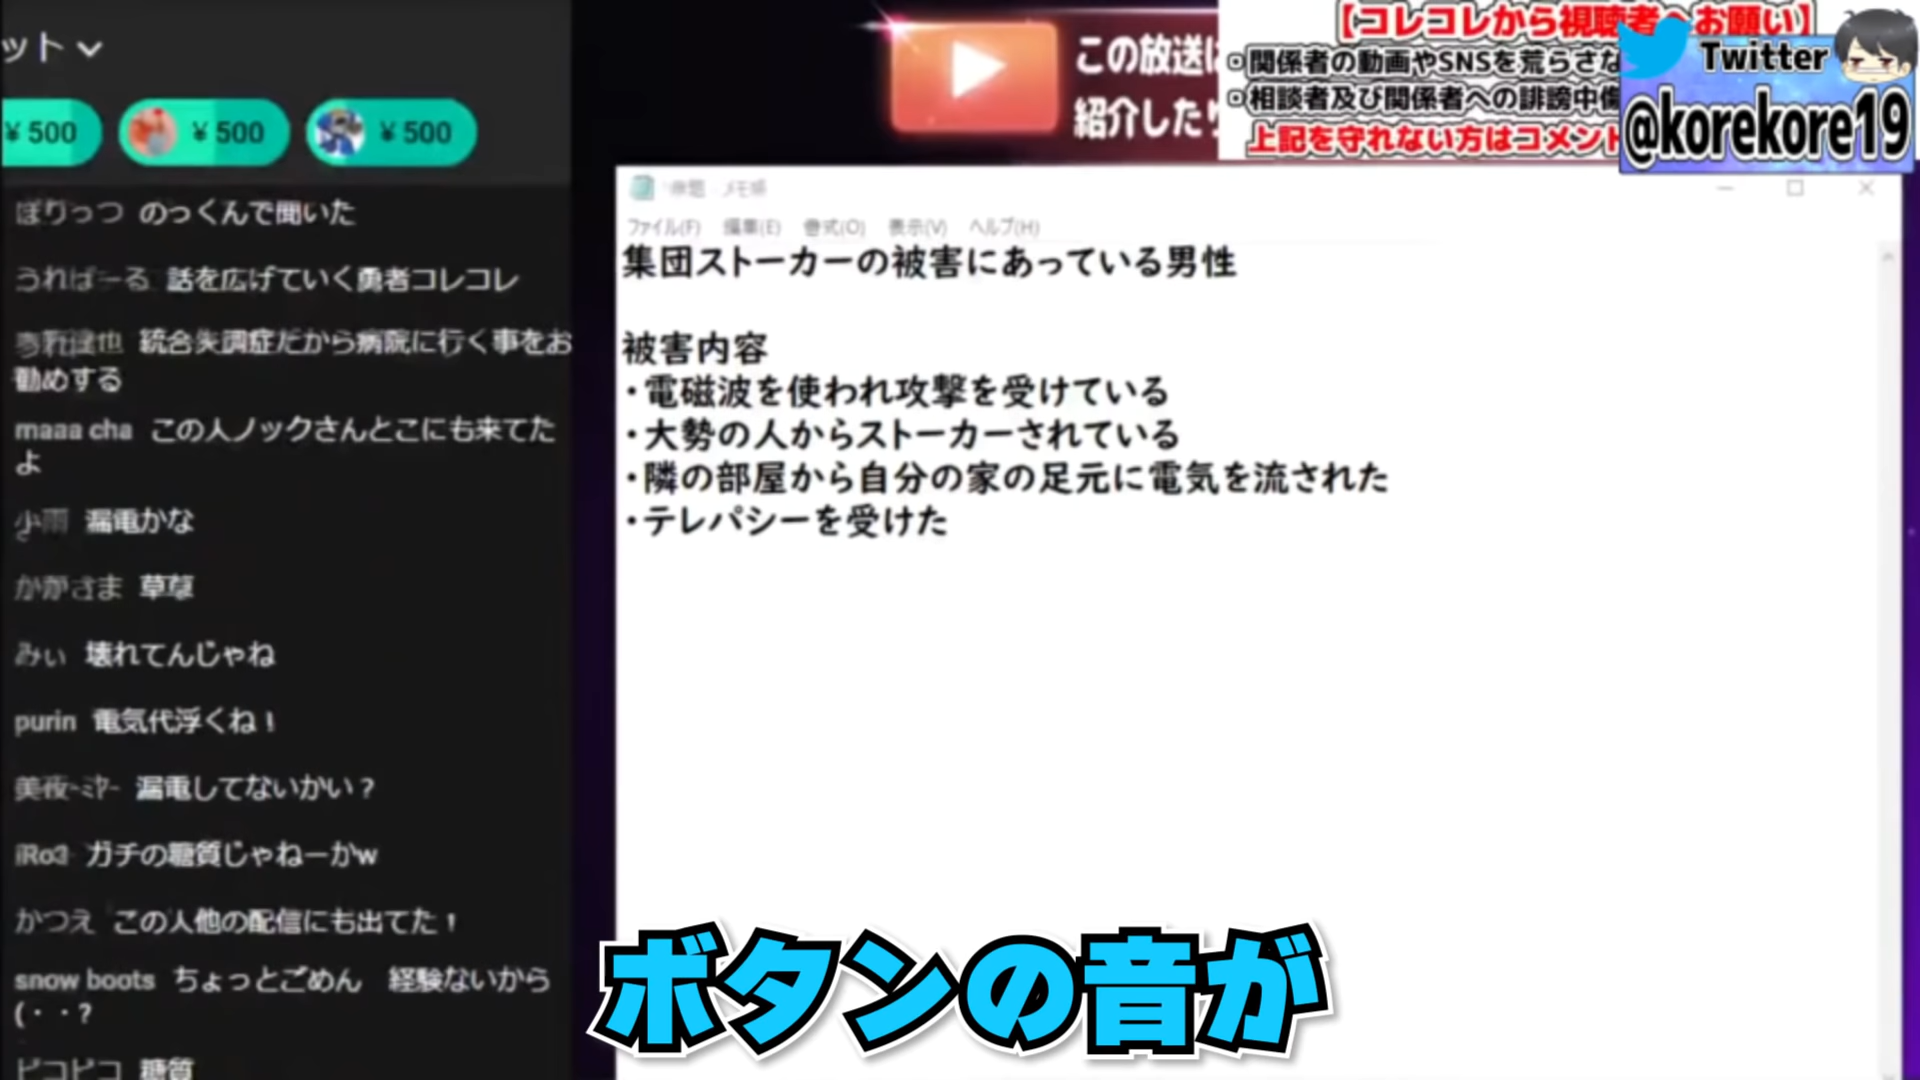 ット
¥500
¥500
¥500
ぽりっつ のっくんで聞いた
うればーる 話を広げていく勇者コレコレ
統合失調症だから病院に行く事をお
勧めする
maaa cha この人ノックさんとこにも来てた
よ
小雨 漏電かな
かがさま 草草
みぃ 壊れてんじゃね
purin 電気代浮くね！
漏電してないかい？
iRo3 ガチの糖質じゃねーかw
かつえ この人他の配信にも出てた！
snow boots ちょっとごめん 経験ないから
(・・?
ピコピコ 糖質
この放送は
紹介したり
【コレコレから視聴者へお願い】
関係者の動画やSNSを荒らさな
相談者及び関係者への誹謗中傷
上記を守れない方はコメント
Twitter
@korekore19
無題 - メモ帳
ファイル(F) 編集(E) 書式(O) 表示(V) ヘルプ(H)
集団ストーカーの被害にあっている男性
被害内容
・電磁波を使われ攻撃を受けている
・大勢の人からストーカーされている
・隣の部屋から自分の家の足元に電気を流された
・テレパシーを受けた
ボタンの音が